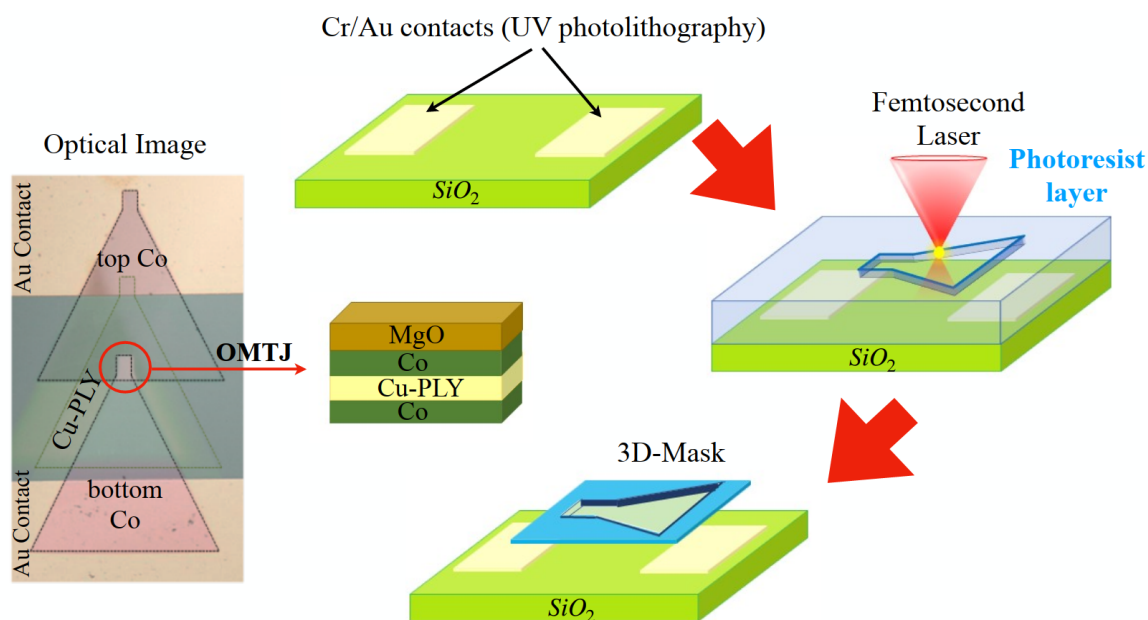 Cr/Au contacts (UV photolithography)
SiO2
Femtosecond
Laser
Photoresist
layer
SiO2
Optical Image
Au Contact
top Co
OMTJ
Cu-PLY
bottom
Co
Au Contact
MgO
Co
Cu-PLY
Co
3D-Mask
SiO2